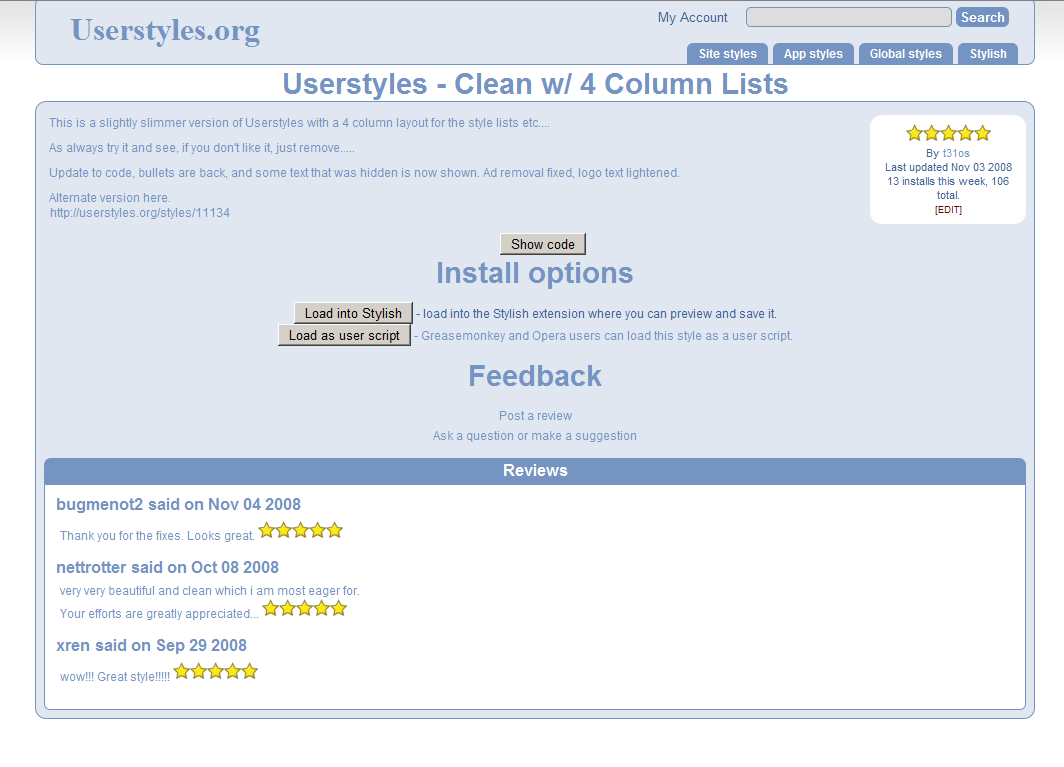 Userstyles.org
My Account
Search
Site styles
App styles
Global styles
Stylish
Userstyles - Clean w/ 4 Column Lists
This is a slightly slimmer version of Userstyles with a 4 column layout for the style lists etc....
As always try it and see, if you don't like it, just remove.....
Update to code, bullets are back, and some text that was hidden is now shown. Ad removal fixed, logo text lightened.
Alternate version here.
http://userstyles.org/styles/11134
By t31os
Last updated Nov 03 2008
13 installs this week, 106
total.
[EDIT]
Show code
Install options
Load into Stylish - load into the Stylish extension where you can preview and save it.
Load as user script - Greasemonkey and Opera users can load this style as a user script.
Feedback
Post a review
Ask a question or make a suggestion
Reviews
bugmenot2 said on Nov 04 2008
Thank you for the fixes. Looks great.
nettrotter said on Oct 08 2008
very very beautiful and clean which i am most eager for.
Your efforts are greatly appreciated...
xren said on Sep 29 2008
wow!!! Great style!!!!!